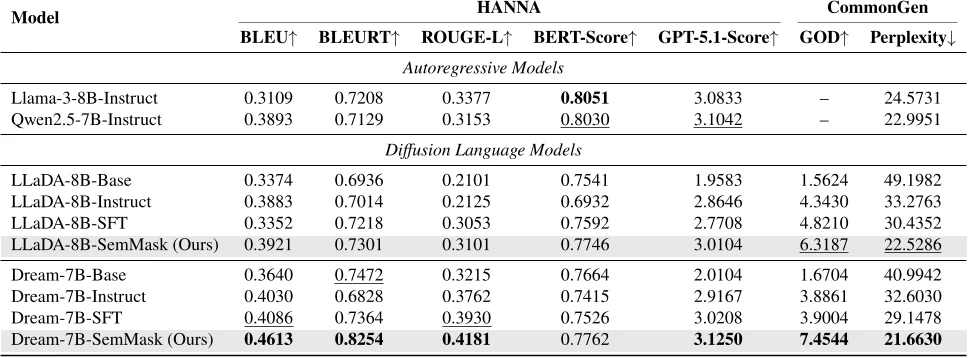 Model HANNA CommonGen
BLEU↑ BLEURT↑ ROUGE-L↑ BERT-Score↑ GPT-5.1-Score↑ GOD↑ Perplexity↓
Autoregressive Models
Llama-3-8B-Instruct 0.3109 0.7208 0.3377 0.8051 3.0833 – 24.5731
Qwen2.5-7B-Instruct 0.3893 0.7129 0.3153 0.8030 3.1042 – 22.9951
Diffusion Language Models
LLaDA-8B-Base 0.3374 0.6936 0.2101 0.7541 1.9583 1.5624 49.1982
LLaDA-8B-Instruct 0.3883 0.7014 0.2125 0.6932 2.8646 4.3430 33.2763
LLaDA-8B-SFT 0.3352 0.7218 0.3053 0.7592 2.7708 4.8210 30.4352
LLaDA-8B-SemMask (Ours) 0.3921 0.7301 0.3101 0.7746 3.0104 6.3187 22.5286
Dream-7B-Base 0.3640 0.7472 0.3215 0.7664 2.0104 1.6704 40.9942
Dream-7B-Instruct 0.4030 0.6828 0.3762 0.7415 2.9167 3.8861 32.6030
Dream-7B-SFT 0.4086 0.7364 0.3930 0.7526 3.0208 3.9004 29.1478
Dream-7B-SemMask (Ours) 0.4613 0.8254 0.4181 0.7762 3.1250 7.4544 21.6630